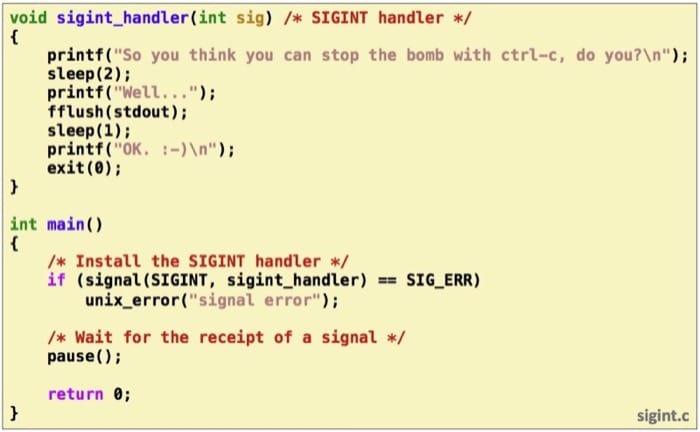 void sigint_handler(int sig) /* SIGINT handler */
{
    printf("So you think you can stop the bomb with ctrl-c, do you?\n");
    sleep(2);
    printf("Well...");
    fflush(stdout);
    sleep(1);
    printf("OK. :-)\n");
    exit(0);
}

int main()
{
    /* Install the SIGINT handler */
    if (signal(SIGINT, sigint_handler) == SIG_ERR)
        unix_error("signal error");

    /* Wait for the receipt of a signal */
    pause();

    return 0;
}
sigint.c